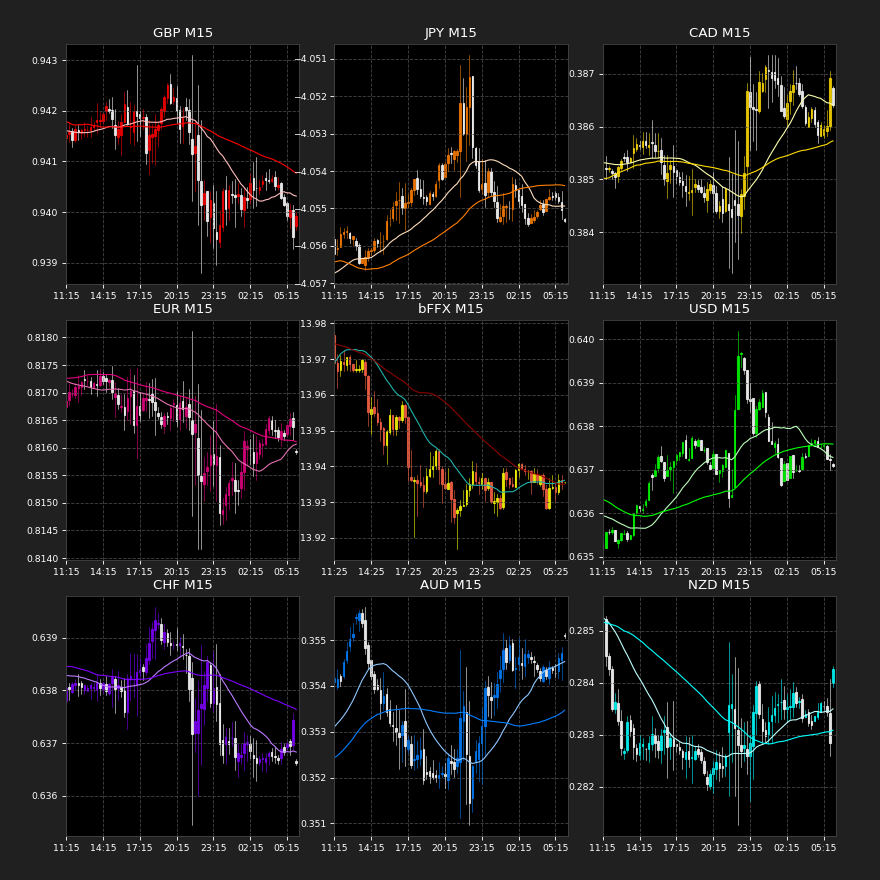 GBP M15
0.943
0.942
0.941
0.940
0.939
11:15 14:15 17:15 20:15 23:15 02:15 05:15
JPY M15
−4.051
−4.052
−4.053
−4.054
−4.055
−4.056
−4.057
11:15 14:15 17:15 20:15 23:15 02:15 05:15
CAD M15
0.387
0.386
0.385
0.384
11:15 14:15 17:15 20:15 23:15 02:15 05:15
EUR M15
0.8180
0.8175
0.8170
0.8165
0.8160
0.8155
0.8150
0.8145
0.8140
11:15 14:15 17:15 20:15 23:15 02:15 05:15
bFFX M15
13.98
13.97
13.96
13.95
13.94
13.93
13.92
11:25 14:25 17:25 20:25 23:25 02:25 05:25
USD M15
0.640
0.639
0.638
0.637
0.636
0.635
11:15 14:15 17:15 20:15 23:15 02:15 05:15
CHF M15
0.639
0.638
0.637
0.636
11:15 14:15 17:15 20:15 23:15 02:15 05:15
AUD M15
0.355
0.354
0.353
0.352
0.351
11:15 14:15 17:15 20:15 23:15 02:15 05:15
NZD M15
0.285
0.284
0.283
0.282
11:15 14:15 17:15 20:15 23:15 02:15 05:15